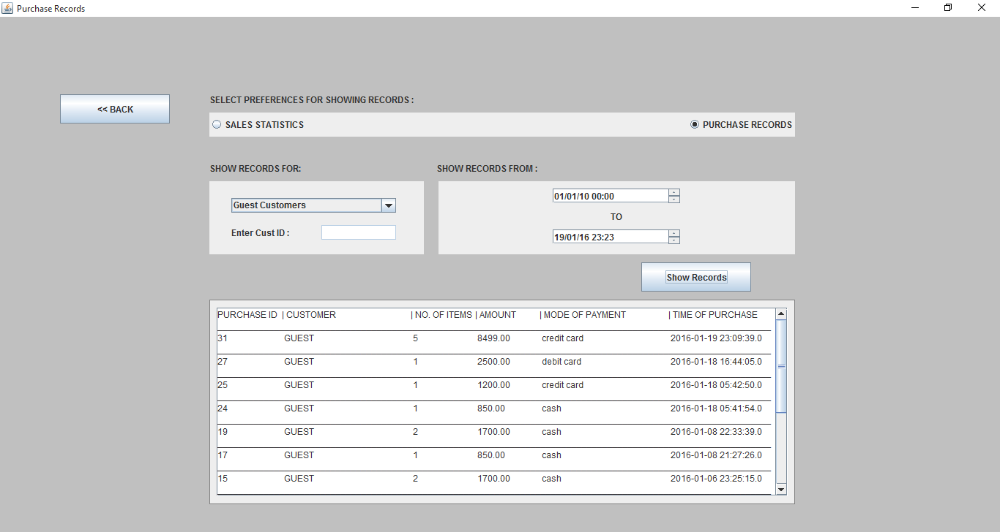 Purchase Records
<< BACK
SELECT PREFERENCES FOR SHOWING RECORDS :
SALES STATISTICS PURCHASE RECORDS
SHOW RECORDS FOR: SHOW RECORDS FROM :
Guest Customers
Enter Cust ID :
01/01/10 00:00
TO
19/01/16 23:23
Show Records
PURCHASE ID | CUSTOMER | NO. OF ITEMS | AMOUNT | MODE OF PAYMENT | TIME OF PURCHASE
31 GUEST 5 8499.00 credit card 2016-01-19 23:09:39.0
27 GUEST 1 2500.00 debit card 2016-01-18 16:44:05.0
25 GUEST 1 1200.00 credit card 2016-01-18 05:42:50.0
24 GUEST 1 850.00 cash 2016-01-18 05:41:54.0
19 GUEST 2 1700.00 cash 2016-01-08 22:33:39.0
17 GUEST 1 850.00 cash 2016-01-08 21:27:26.0
15 GUEST 2 1700.00 cash 2016-01-06 23:25:15.0